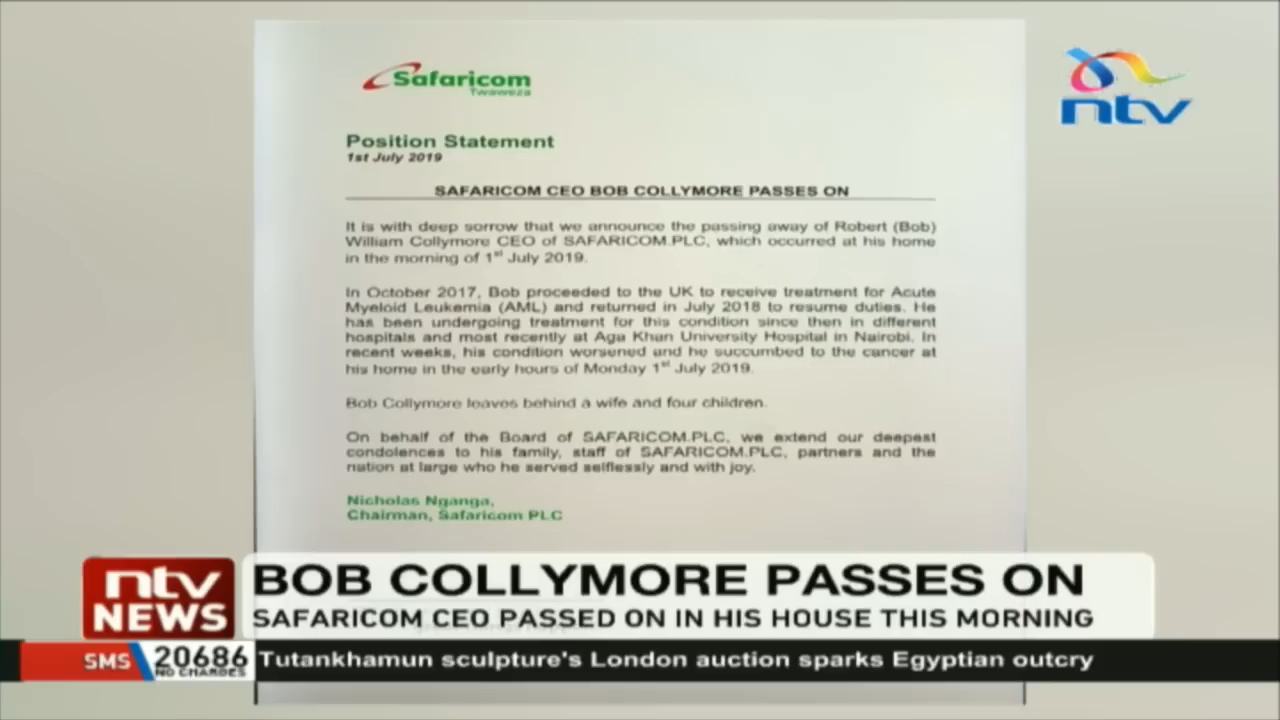 Safaricom
Twaweza
ntv
Position Statement
1st July 2019
SAFARICOM CEO BOB COLLYMORE PASSES ON
It is with deep sorrow that we announce the passing away of Robert (Bob)
William Collymore CEO of SAFARICOM.PLC, which occurred at his home
in the morning of 1st July 2019.
In October 2017, Bob proceeded to the UK to receive treatment for Acute
Myeloid Leukemia (AML) and returned in July 2018 to resume duties. He
has been undergoing treatment for this condition since then in different
hospitals and most recently at Aga Khan University Hospital in Nairobi. In
recent weeks, his condition worsened and he succumbed to the cancer at
his home in the early hours of Monday 1st July 2019.
Bob Collymore leaves behind a wife and four children.
On behalf of the Board of SAFARICOM.PLC, we extend our deepest
condolences to his family, staff of SAFARICOM.PLC, partners and the
nation at large who he served selflessly and with joy.
Nicholas Nganga,
Chairman, Safaricom PLC
ntv
NEWS
BOB COLLYMORE PASSES ON
SAFARICOM CEO PASSED ON IN HIS HOUSE THIS MORNING
SMS 20686
NO CHARGES
Tutankhamun sculpture's London auction sparks Egyptian outcry